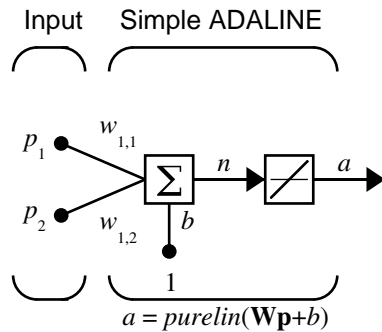 Input Simple ADALINE
p1 w1,1
n a
Σ
p2 w1,2 b
1
a = purelin(Wp+b)